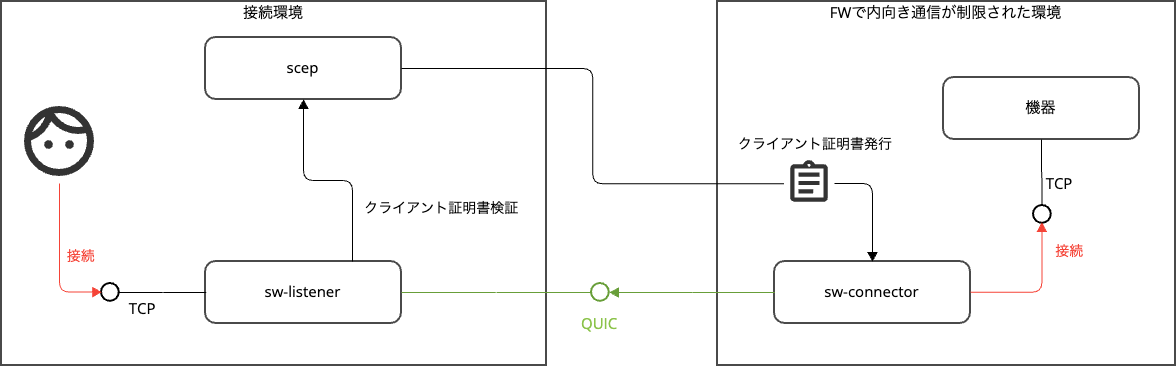 接続環境
FWで内向き通信が制限された環境
scep
機器
クライアント証明書発行
TCP
クライアント証明書検証
接続
接続
TCP
sw-listener
QUIC
sw-connector